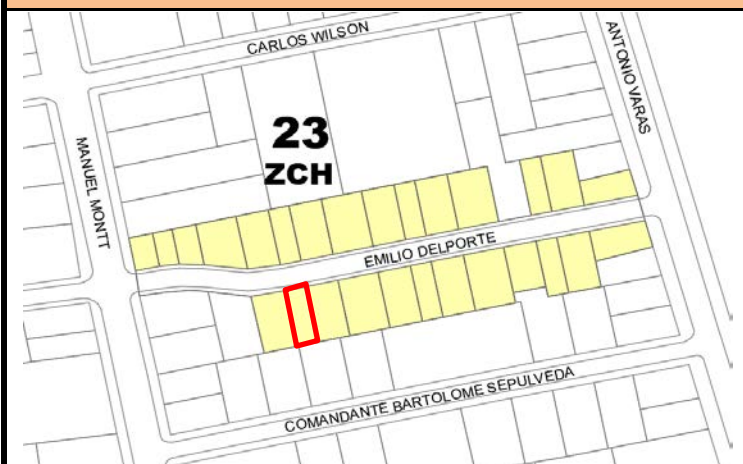 CARLOS WILSON
ANTONIO VARAS
23
ZCH
MANUEL MONTT
EMILIO DELPORTE
COMANDANTE BARTOLOME SEPULVEDA